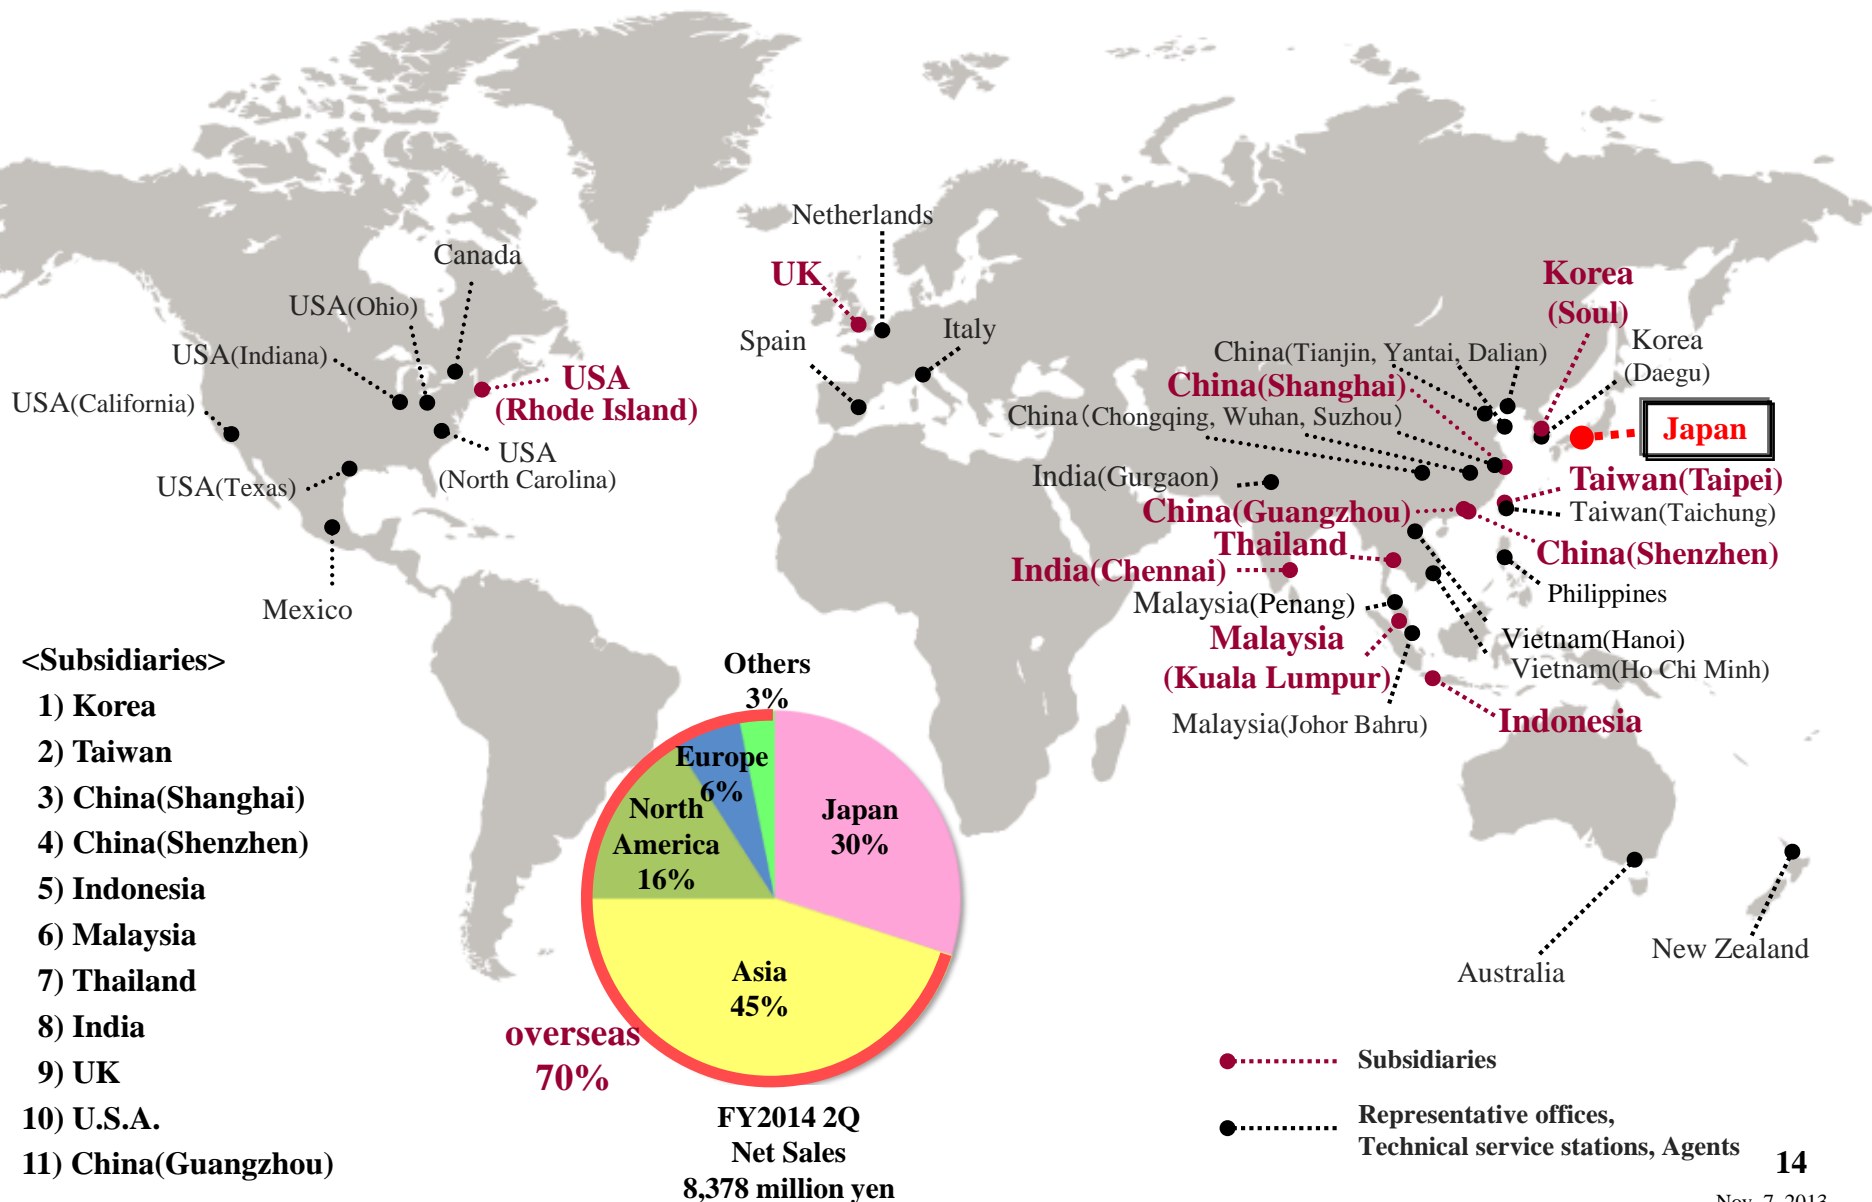 Netherlands
Canada
UK
Korea
(Soul)
USA(Ohio)
Spain
Italy
Korea
(Daegu)
USA(Indiana)
China(Tianjin, Yantai, Dalian)
USA
(Rhode Island)
China(Shanghai)
USA(California)
China(Chongqing, Wuhan, Suzhou)
Japan
USA
(North Carolina)
India(Gurgaon)
Taiwan(Taipei)
USA(Texas)
China(Guangzhou)
Taiwan(Taichung)
Thailand
China(Shenzhen)
India(Chennai)
Philippines
Mexico
Malaysia(Penang)
Malaysia
(Kuala Lumpur)
Vietnam(Hanoi)
Vietnam(Ho Chi Minh)
Malaysia(Johor Bahru)
Indonesia
New Zealand
Australia
<Subsidiaries>
1) Korea
2) Taiwan
3) China(Shanghai)
4) China(Shenzhen)
5) Indonesia
6) Malaysia
7) Thailand
8) India
9) UK
10) U.S.A.
11) China(Guangzhou)
Others
3%
Europe
6%
North
America
16%
Japan
30%
Asia
45%
overseas
70%
FY2014 2Q
Net Sales
8,378 million yen
Subsidiaries
Representative offices,
Technical service stations, Agents
14
Nov. 7, 2013